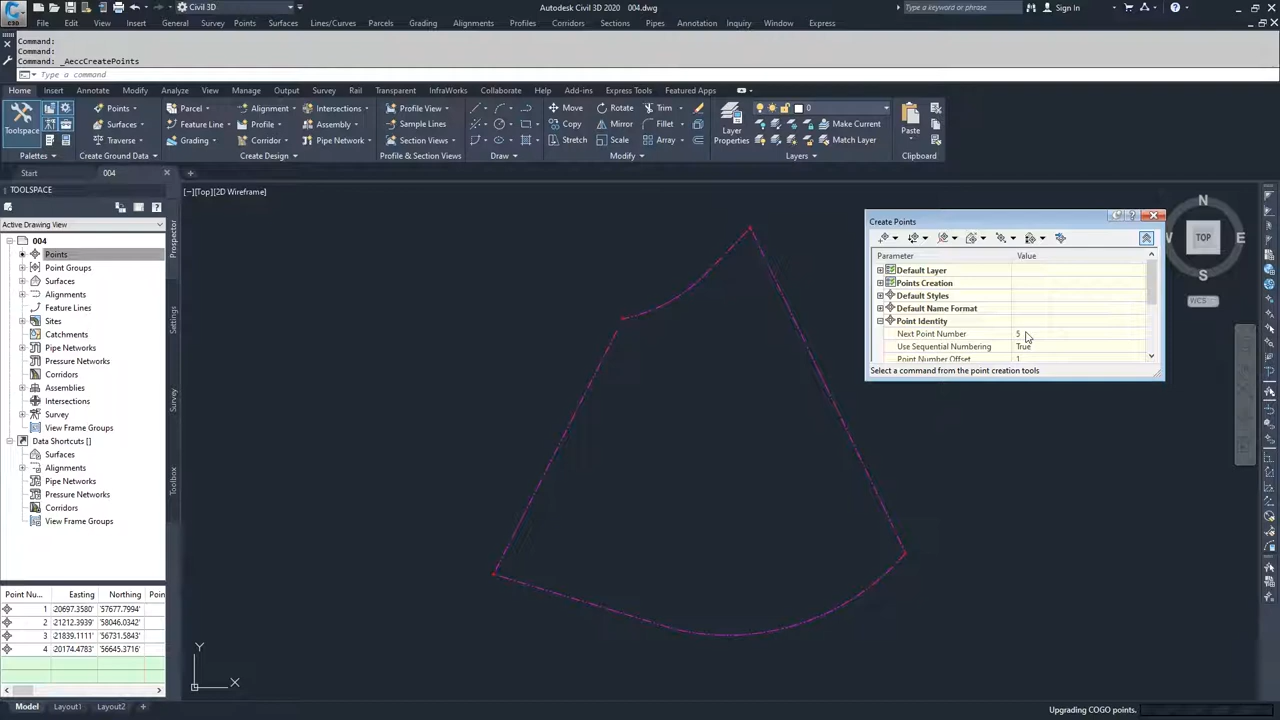 C3D Civil 3D Autodesk Civil 3D 2020 004.dwg Type a keyword or phrase Sign In
File Edit View Insert General Survey Points Surfaces Lines/Curves Parcels Grading Alignments Profiles Corridors Sections Pipes Annotation Inquiry Window Express
Command:
Command:
Command: _AeccCreatePoints
Type a command
Home Insert Annotate Modify Analyze View Manage Output Survey Rail Transparent InfraWorks Collaborate Help Add-ins Express Tools Featured Apps
Points Parcel Alignment Intersections Profile View Move Rotate Trim 0
Toolspace Surfaces Feature Line Profile Assembly Sample Lines Copy Mirror Fillet Layer Properties Make Current Paste
Traverse Grading Corridor Pipe Network Section Views Stretch Scale Array Match Layer
Palettes Create Ground Data Create Design Profile & Section Views Draw Modify Layers Clipboard
Start 004
TOOLSPACE
[−][Top][2D Wireframe]
Active Drawing View
004
Points
Point Groups
Surfaces
Alignments
Feature Lines
Sites
Catchments
Pipe Networks
Pressure Networks
Corridors
Assemblies
Intersections
Survey
View Frame Groups
Data Shortcuts []
Surfaces
Alignments
Pipe Networks
Pressure Networks
Corridors
View Frame Groups
Prospector
Settings
Survey
Toolbox
Point Nu... Easting Northing Poin
1 20697.3580' '57677.7994'
2 21212.3939' '58046.0342'
3 21839.1111' '56731.5843'
4 20174.4783' '56645.3716'
Create Points
Parameter Value
Default Layer
Points Creation
Default Styles
Default Name Format
Point Identity
Next Point Number 5
Use Sequential Numbering True
Point Number Offset 1
Select a command from the point creation tools
N
W TOP E
S
WCS
Y
X
Model Layout1 Layout2 +
Upgrading COGO points.